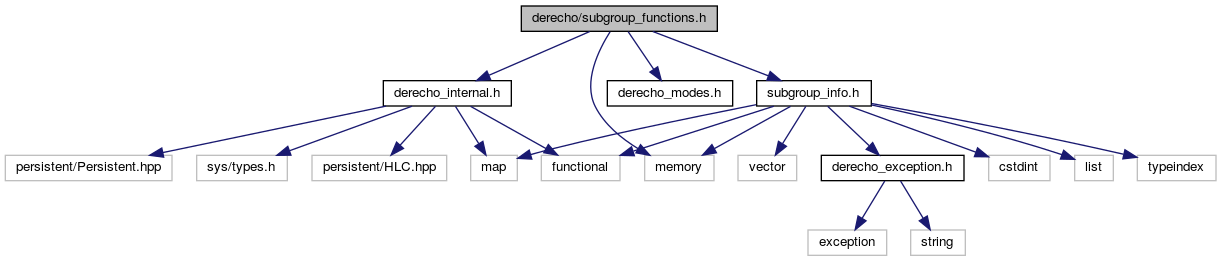 derecho/subgroup_functions.h
derecho_internal.h
derecho_modes.h
subgroup_info.h
persistent/Persistent.hpp
sys/types.h
persistent/HLC.hpp
map
functional
memory
vector
derecho_exception.h
cstdint
list
typeindex
exception
string